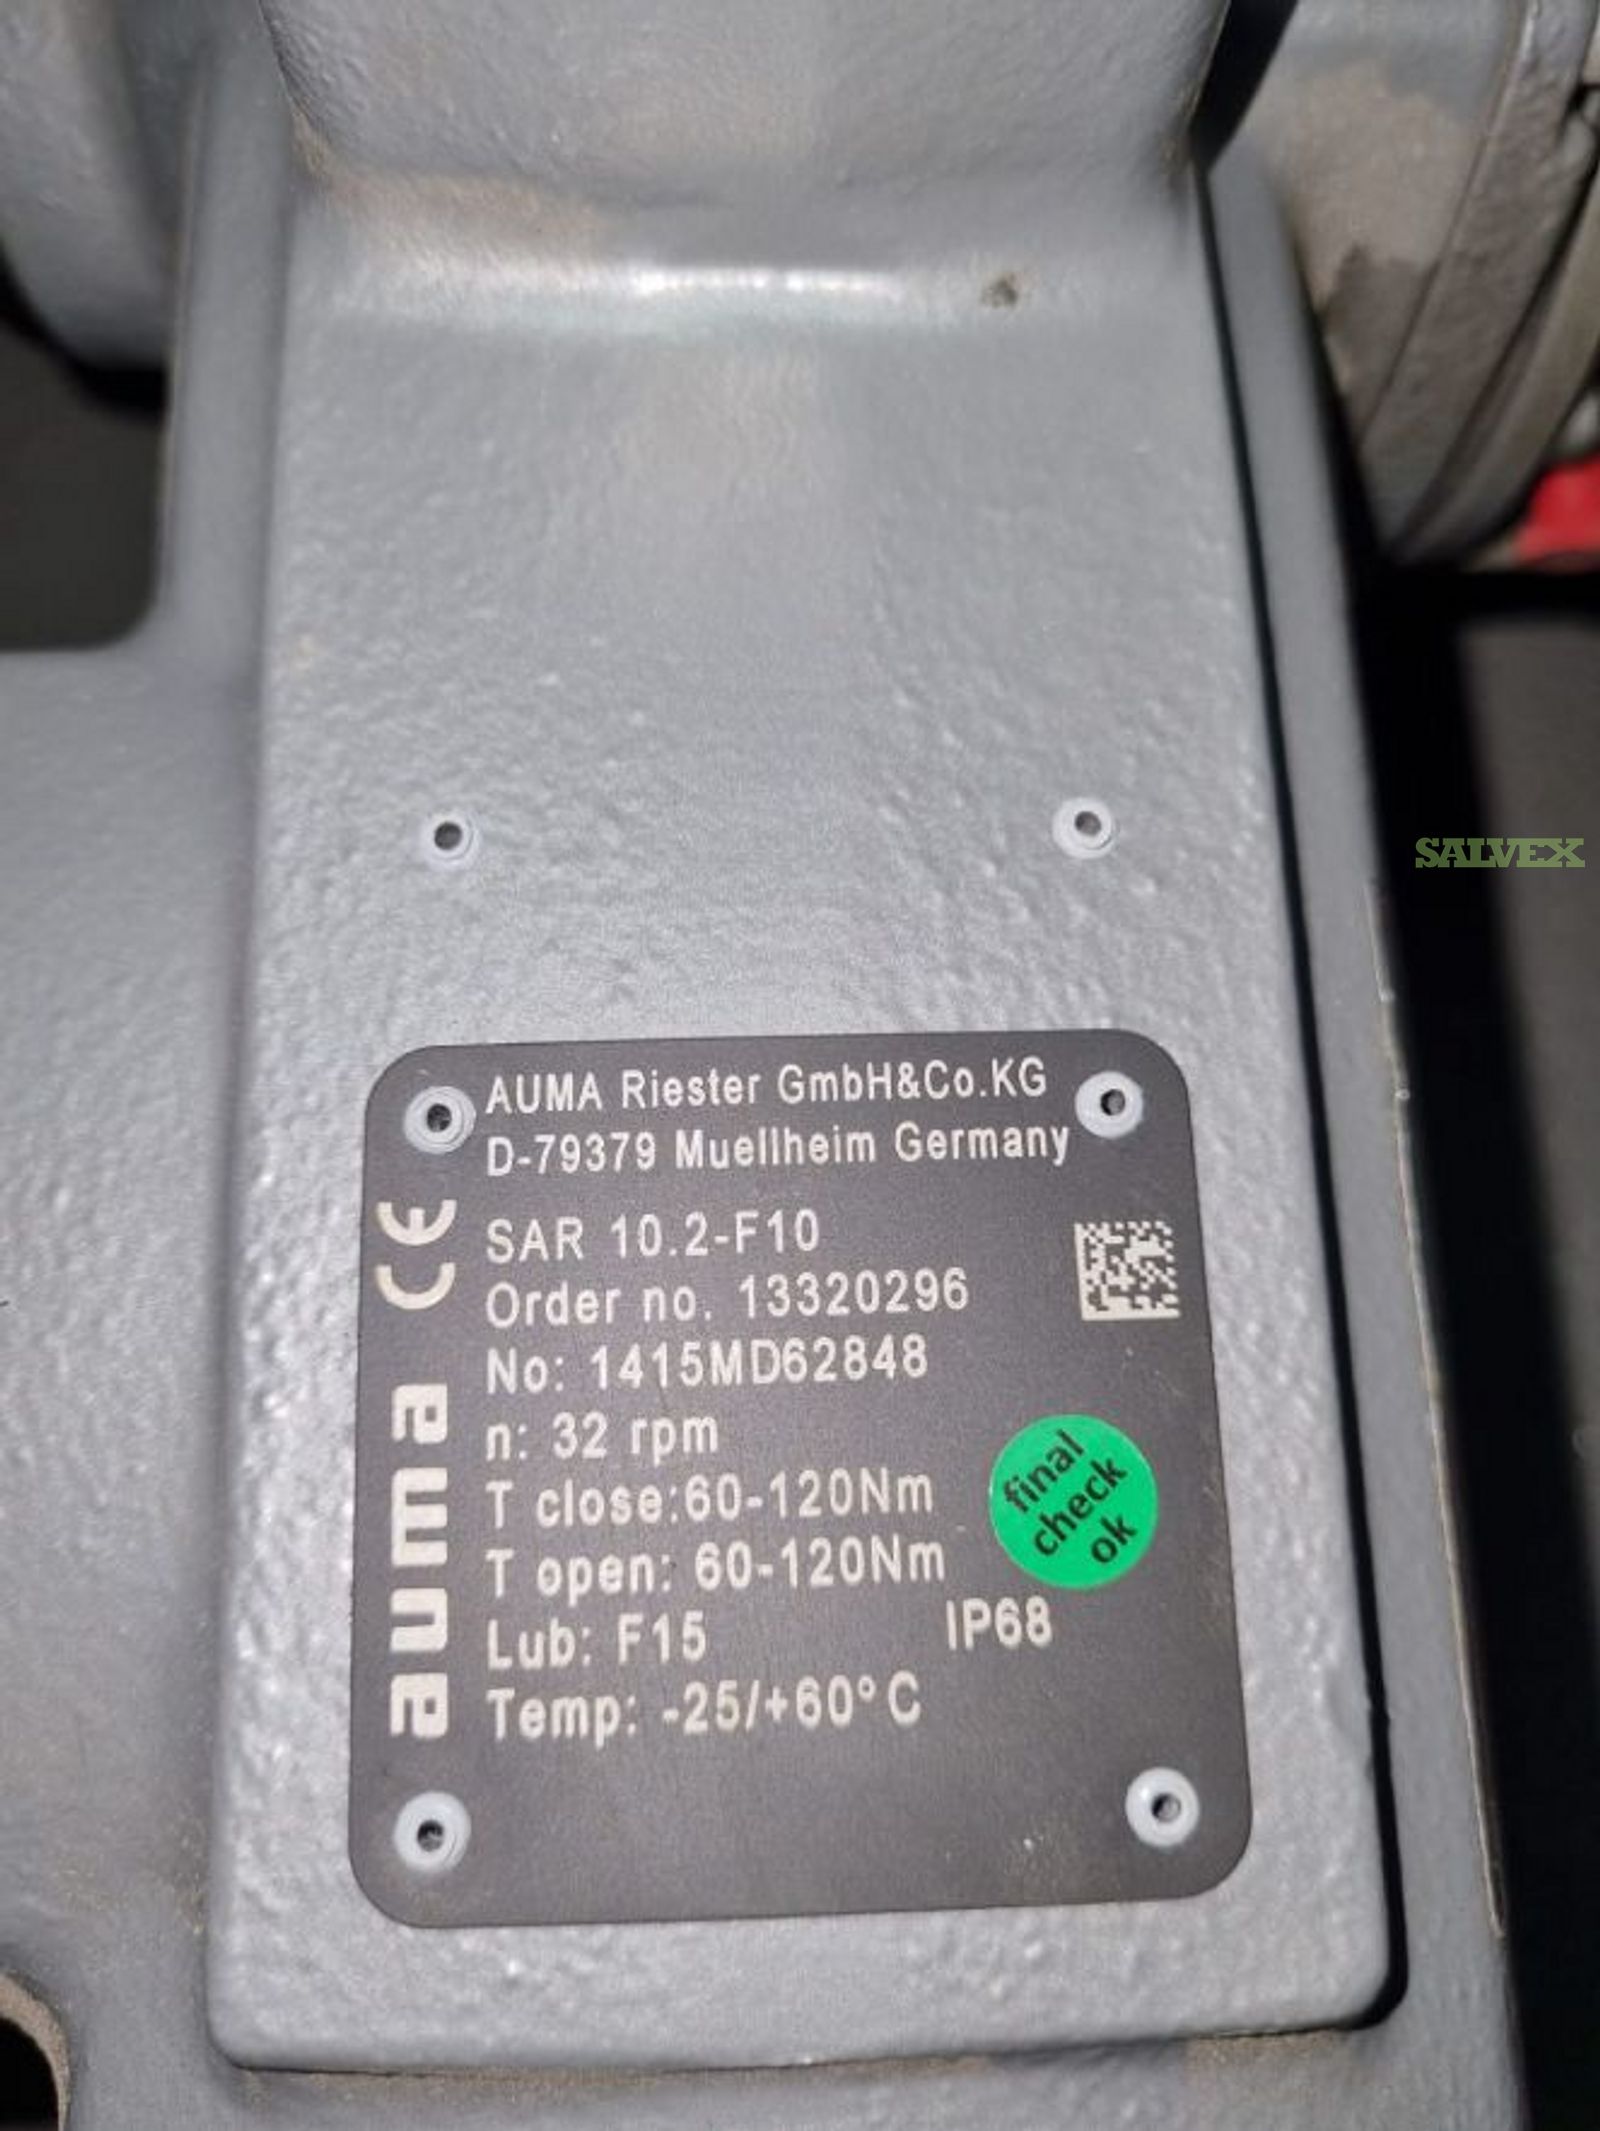 SALVEX
AUMA Riester GmbH&Co.KG
D-79379 Muellheim Germany
CE
SAR 10.2-F10
Order no. 13320296
No: 1415MD62848
n: 32 rpm
T close:60-120Nm
T open: 60-120Nm
Lub: F15 IP68
Temp: -25/+60°C
auma
final
check
ok